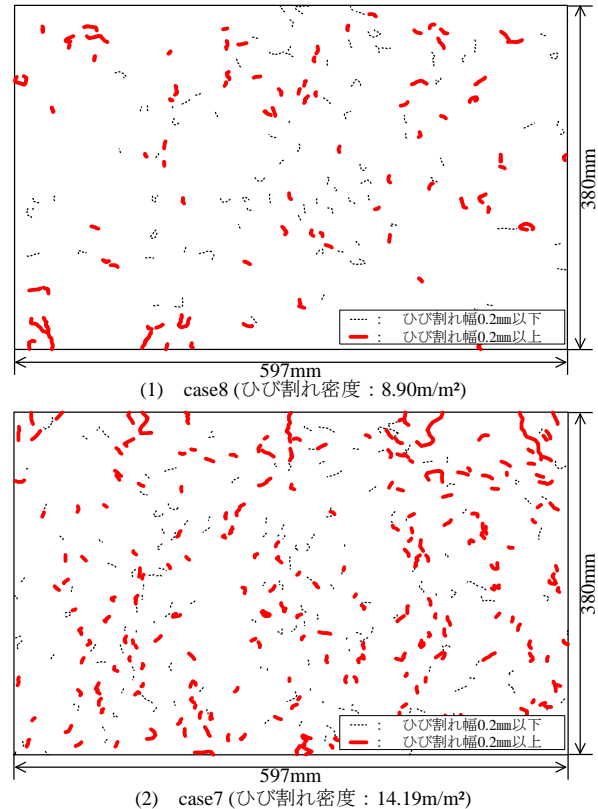 380mm
----- : ひび割れ幅0.2㎜以下
━ : ひび割れ幅0.2㎜以上
597mm
(1) case8 (ひび割れ密度：8.90m/m²)
380mm
----- : ひび割れ幅0.2㎜以下
━ : ひび割れ幅0.2㎜以上
597mm
(2) case7 (ひび割れ密度：14.19m/m²)